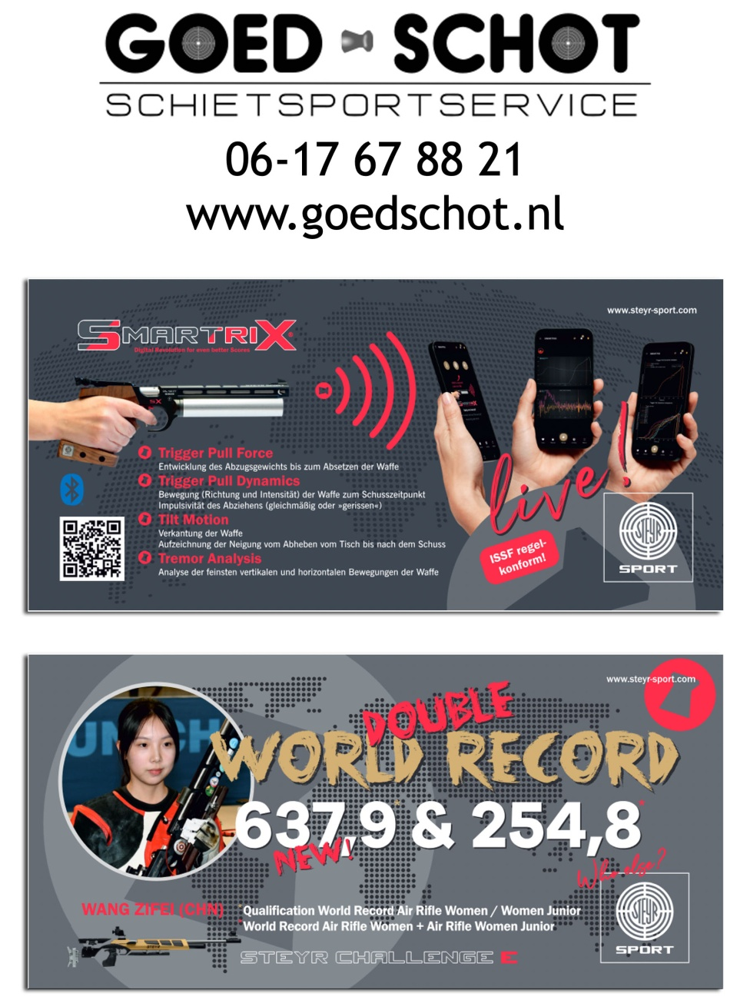 GOED SCHOT
SCHIETSPORTSERVICE
06-17 67 88 21
www.goedschot.nl
www.steyr-sport.com
SMARTRIX®
Digital Revolution for even better Scores
SX
Trigger Pull Force
Entwicklung des Abzugsgewichts bis zum Absetzen der Waffe
Trigger Pull Dynamics
Bewegung (Richtung und Intensität) der Waffe zum Schusszeitpunkt
Impulsivität des Abziehens (gleichmäßig oder »gerissen«)
Tilt Motion
Verkantung der Waffe
Aufzeichnung der Neigung vom Abheben vom Tisch bis nach dem Schuss
Tremor Analysis
Analyse der feinsten vertikalen und horizontalen Bewegungen der Waffe
live!
ISSF regel-
konform!
STEYR
SPORT
www.steyr-sport.com
DOUBLE
WORLD RECORD
637,9* & 254,8*
NEW!
Who else?
WANG ZIFEI (CHN)
*Qualification World Record Air Rifle Women / Women Junior
*World Record Air Rifle Women + Air Rifle Women Junior
STEYR CHALLENGE E
STEYR
SPORT